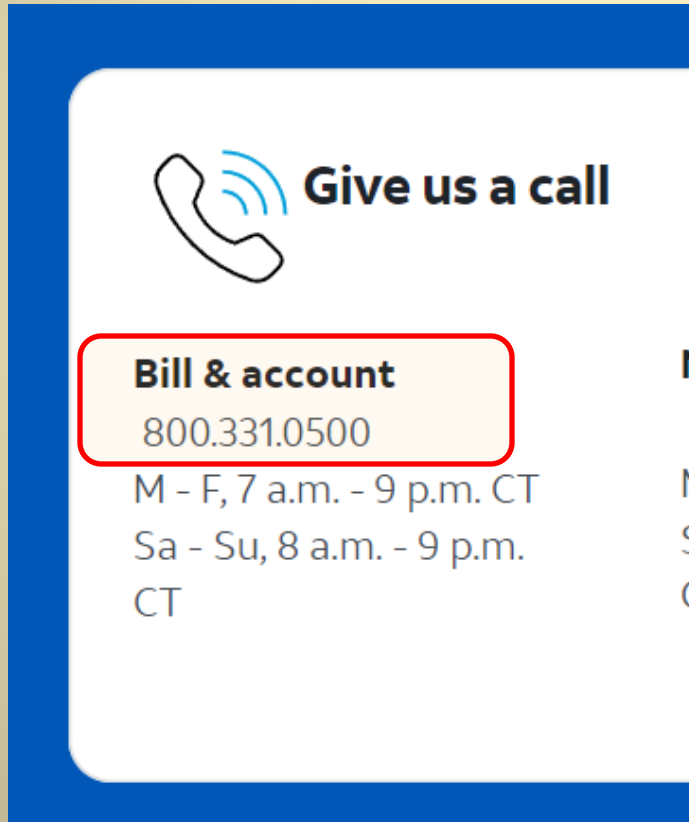 Give us a call
Bill & account
800.331.0500
M - F, 7 a.m. - 9 p.m. CT
Sa - Su, 8 a.m. - 9 p.m.
CT